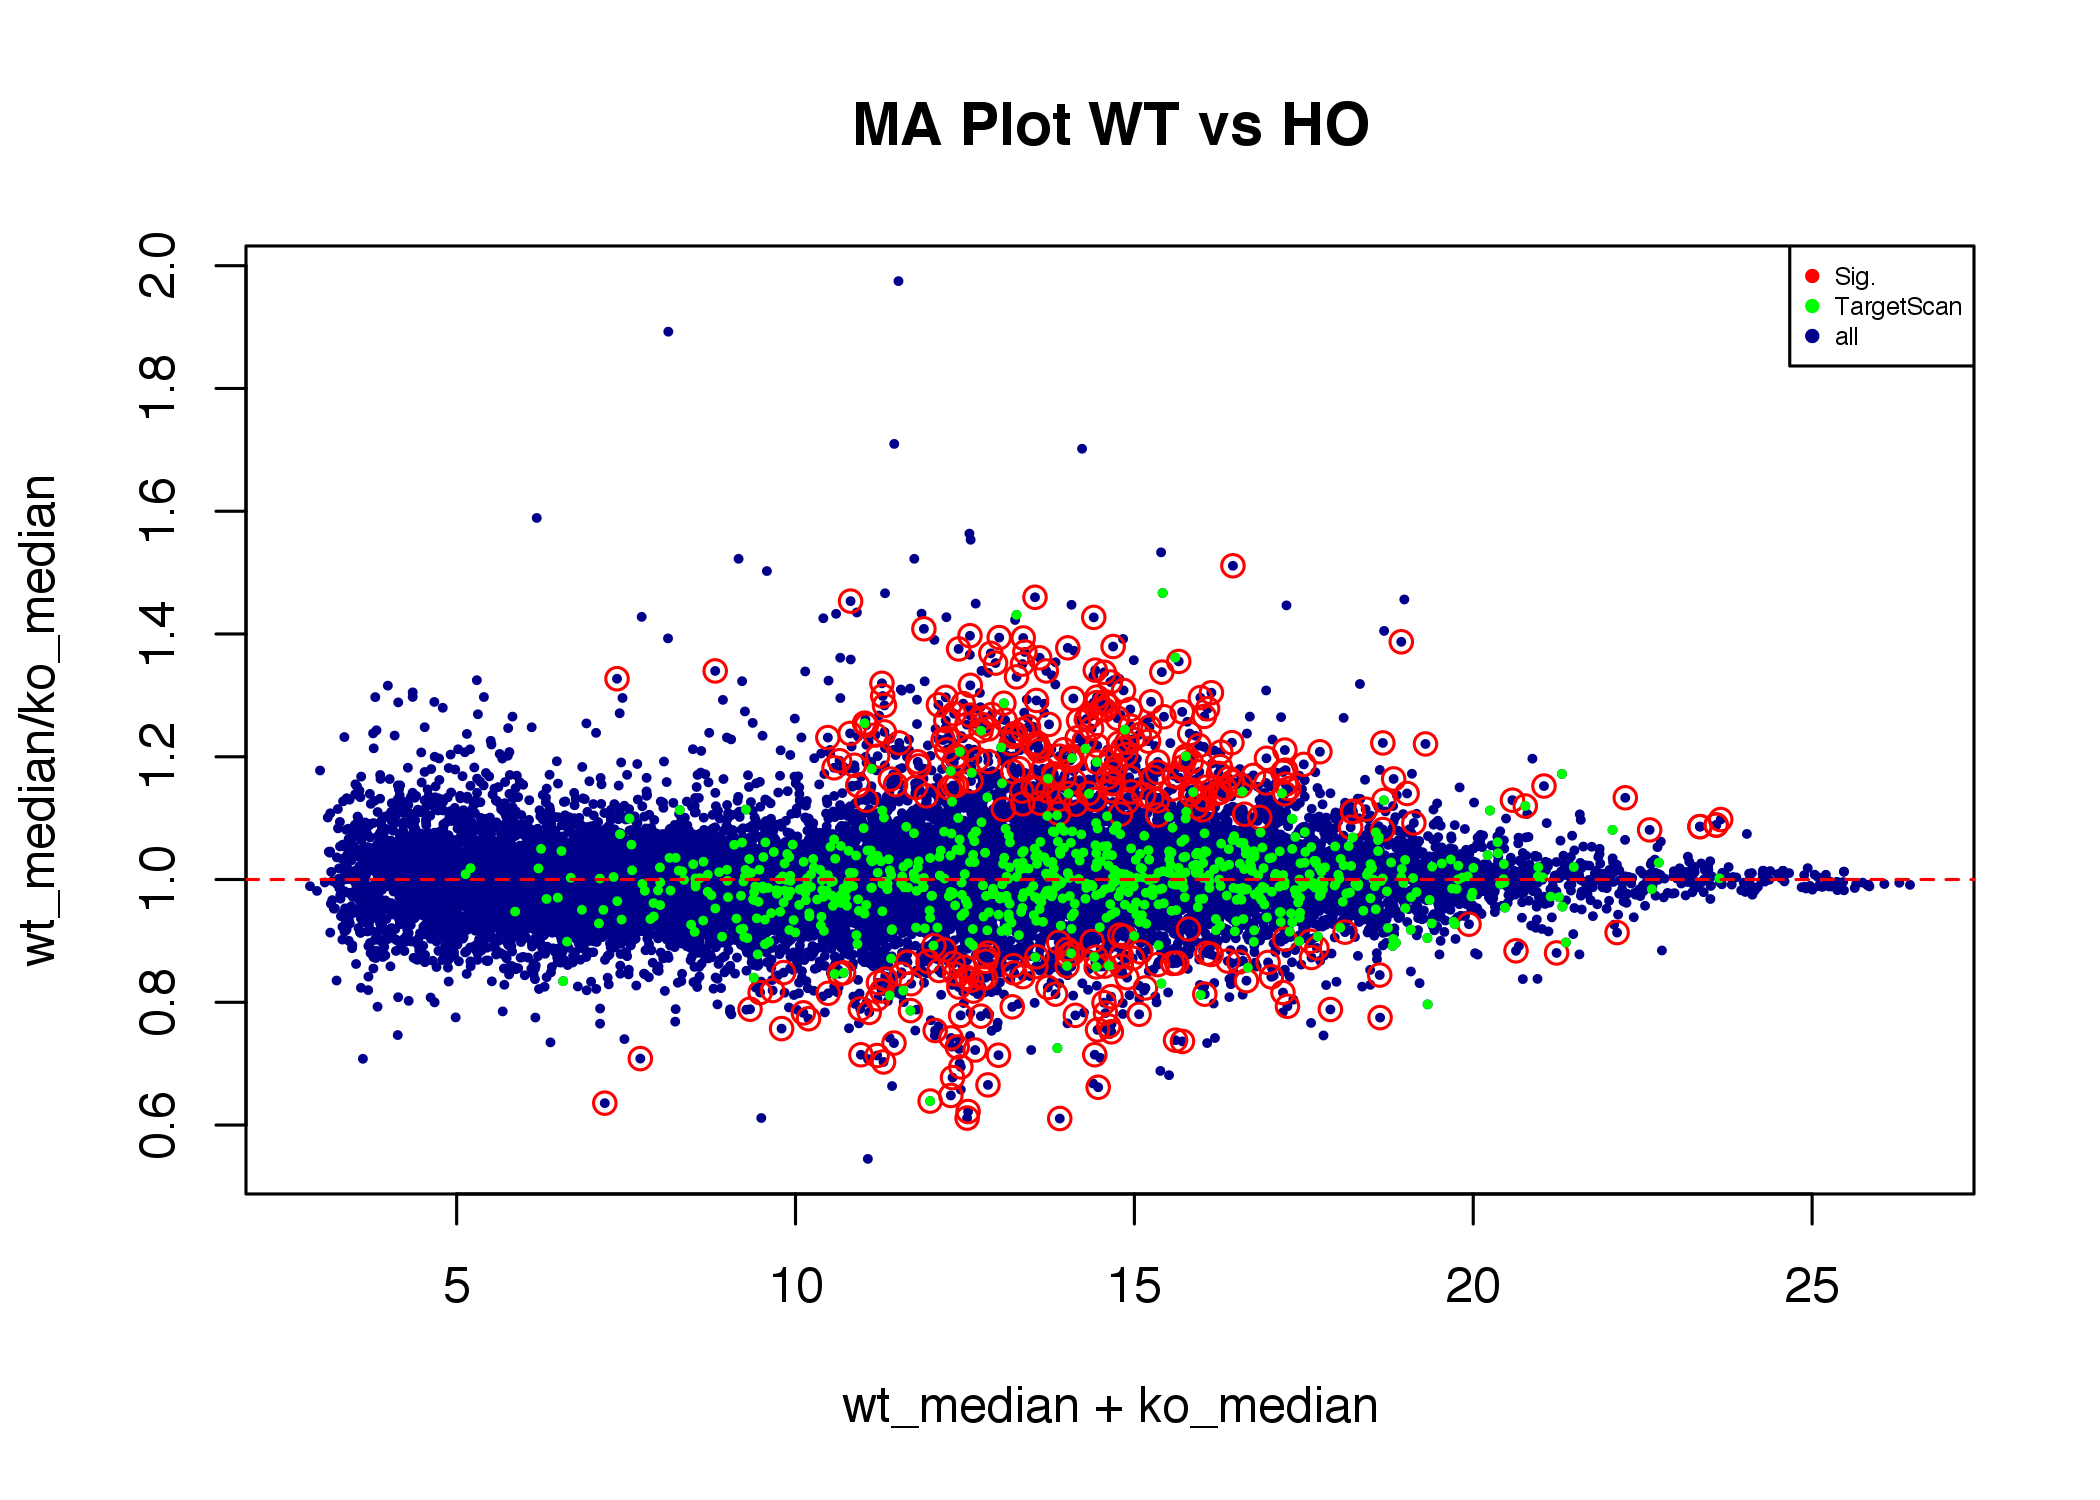 MA Plot WT vs HO
Sig.
TargetScan
all
wt_median/ko_median
2.0
1.8
1.6
1.4
1.2
1.0
0.8
0.6
5 10 15 20 25
wt_median + ko_median